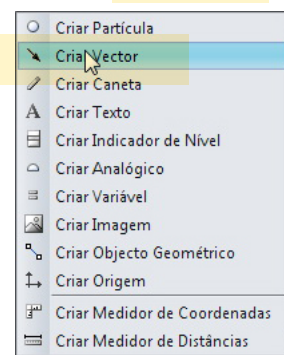 Criar Partícula
Criar Vector
Criar Caneta
Criar Texto
Criar Indicador de Nível
Criar Analógico
Criar Variável
Criar Imagem
Criar Objecto Geométrico
Criar Origem
Criar Medidor de Coordenadas
Criar Medidor de Distâncias